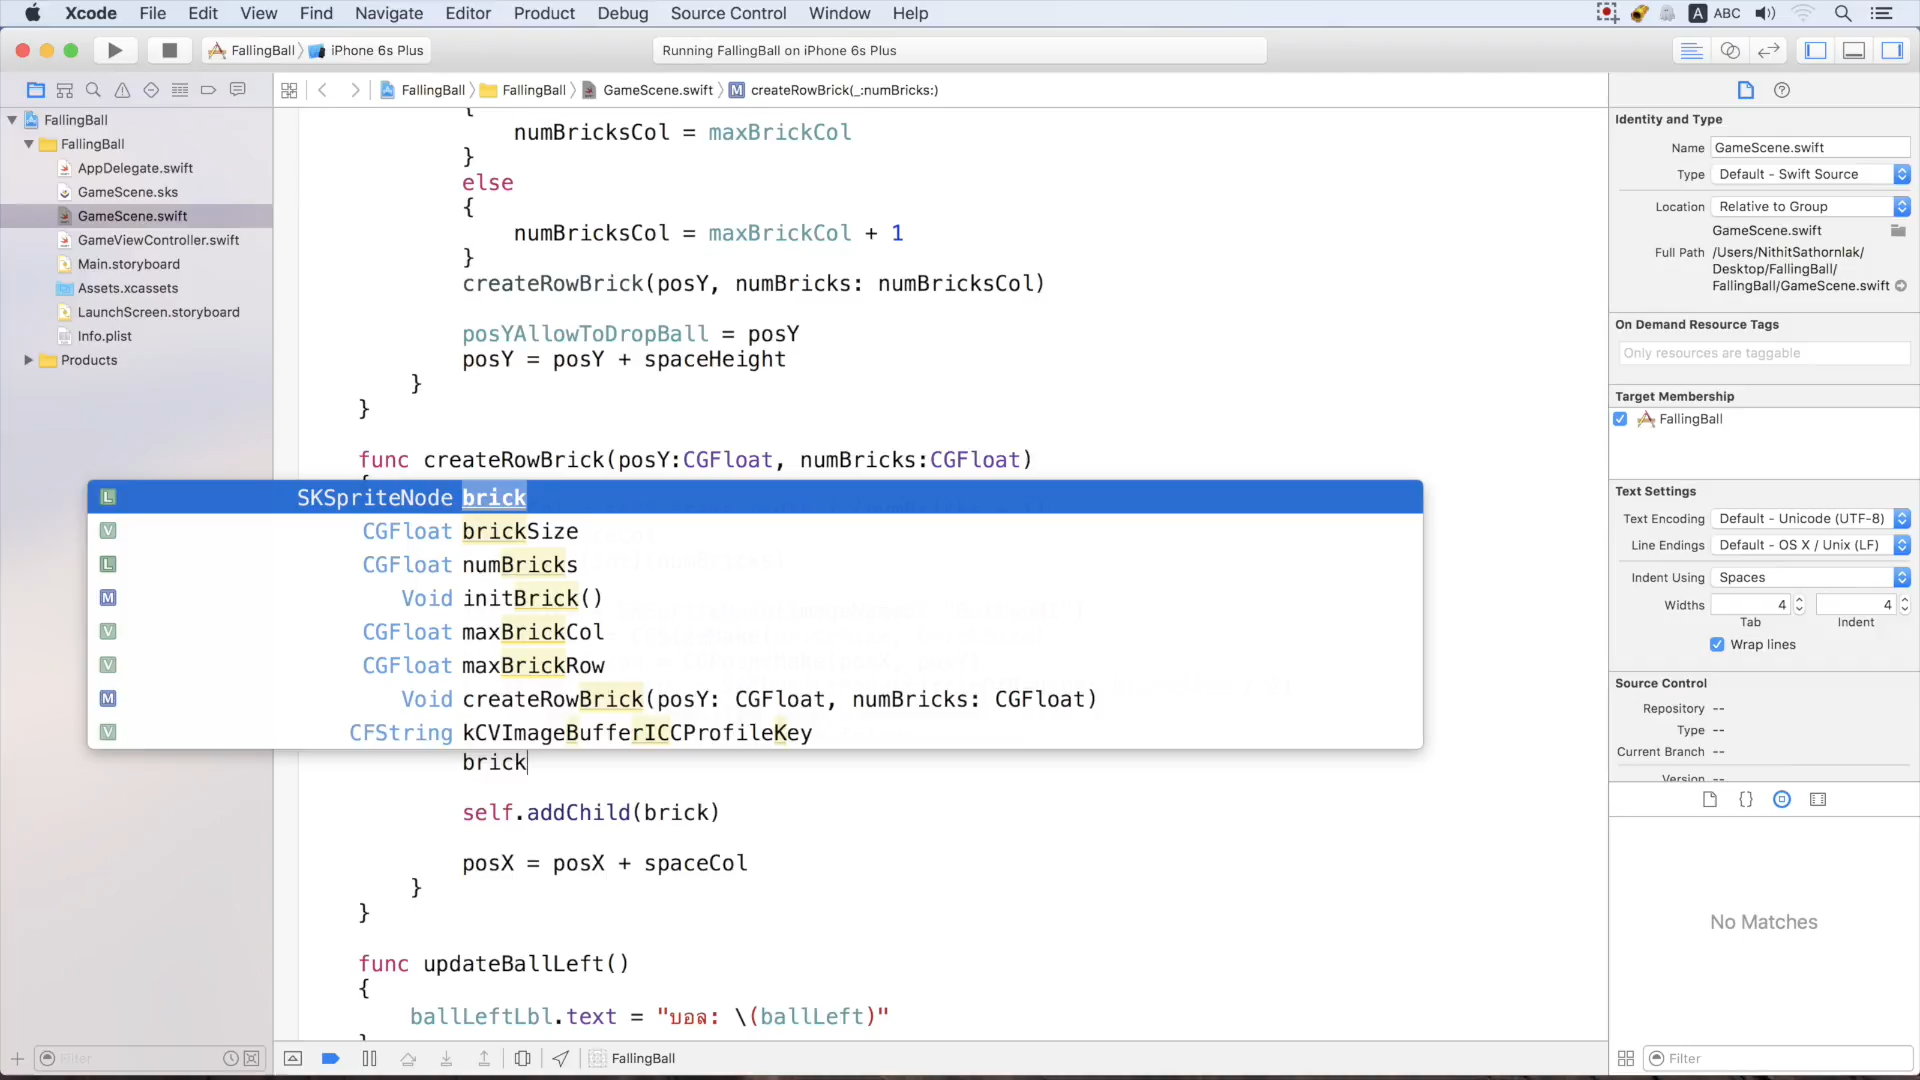 Xcode File Edit View Find Navigate Editor Product Debug Source Control Window Help
A ABC
FallingBall iPhone 6s Plus
Running FallingBall on iPhone 6s Plus
FallingBall FallingBall GameScene.swift M createRowBrick(_:numBricks:)
FallingBall
FallingBall
AppDelegate.swift
GameScene.sks
GameScene.swift
GameViewController.swift
Main.storyboard
Assets.xcassets
LaunchScreen.storyboard
Info.plist
Products
Filter
{
numBricksCol = maxBrickCol
}
else
{
numBricksCol = maxBrickCol + 1
}
createRowBrick(posY, numBricks: numBricksCol)
posYAllowToDropBall = posY
posY = posY + spaceHeight
}
}
func createRowBrick(posY:CGFloat, numBricks:CGFloat)
L SKSpriteNode brick
V CGFloat brickSize
L CGFloat numBricks
M Void initBrick()
V CGFloat maxBrickCol
V CGFloat maxBrickRow
M Void createRowBrick(posY: CGFloat, numBricks: CGFloat)
V CFString kCVImageBufferICCProfileKey
brick
self.addChild(brick)
posX = posX + spaceCol
}
}
func updateBallLeft()
{
ballLeftLbl.text = "บอล: \(ballLeft)"
FallingBall
Identity and Type
Name GameScene.swift
Type Default - Swift Source
Location Relative to Group
GameScene.swift
Full Path /Users/NithitSathornlak/
Desktop/FallingBall/
FallingBall/GameScene.swift
On Demand Resource Tags
Only resources are taggable
Target Membership
FallingBall
Text Settings
Text Encoding Default - Unicode (UTF-8)
Line Endings Default - OS X / Unix (LF)
Indent Using Spaces
Widths 4 4
Tab Indent
Wrap lines
Source Control
Repository --
Type --
Current Branch --
Version --
{}
No Matches
Filter